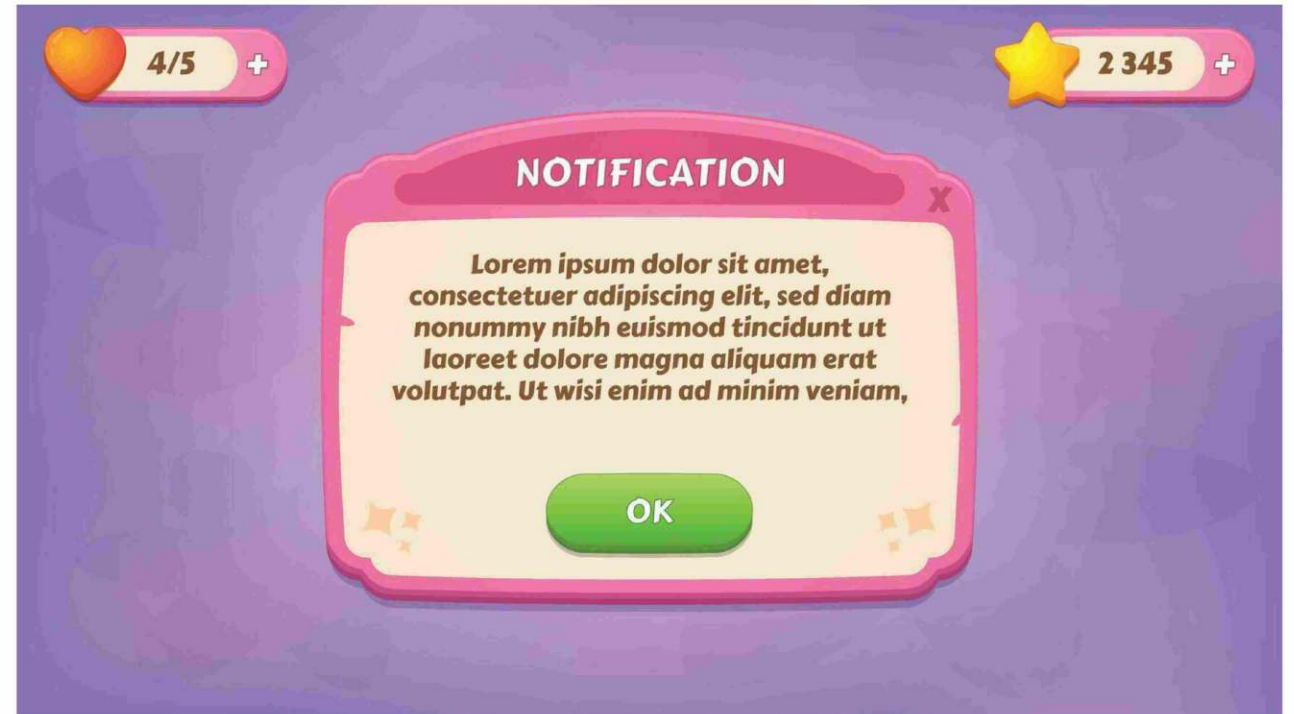 4/5 +
2 345 +
NOTIFICATION
X
Lorem ipsum dolor sit amet,
consectetuer adipiscing elit, sed diam
nonummy nibh euismod tincidunt ut
laoreet dolore magna aliquam erat
volutpat. Ut wisi enim ad minim veniam,
OK